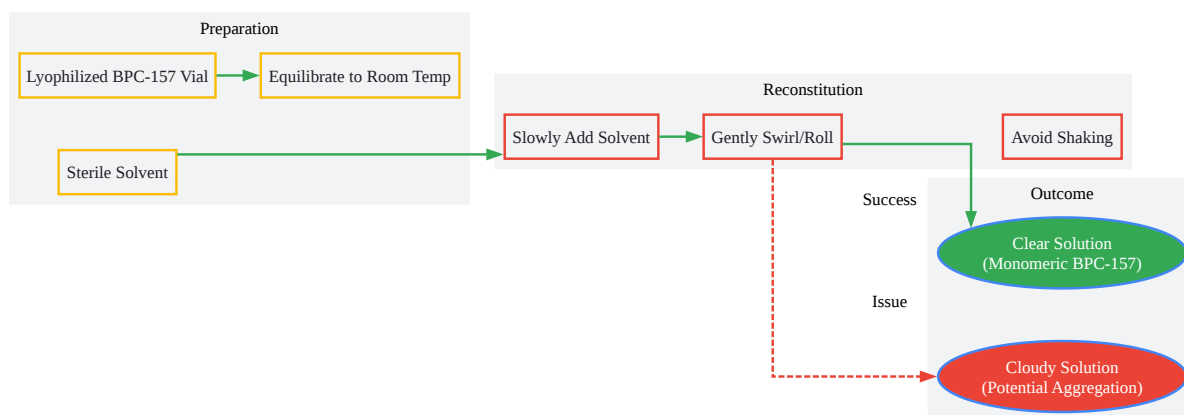 Preparation
Lyophilized BPC-157 Vial
Equilibrate to Room Temp
Sterile Solvent
Reconstitution
Slowly Add Solvent
Gently Swirl/Roll
Avoid Shaking
Success
Issue
Outcome
Clear Solution
(Monomeric BPC-157)
Cloudy Solution
(Potential Aggregation)